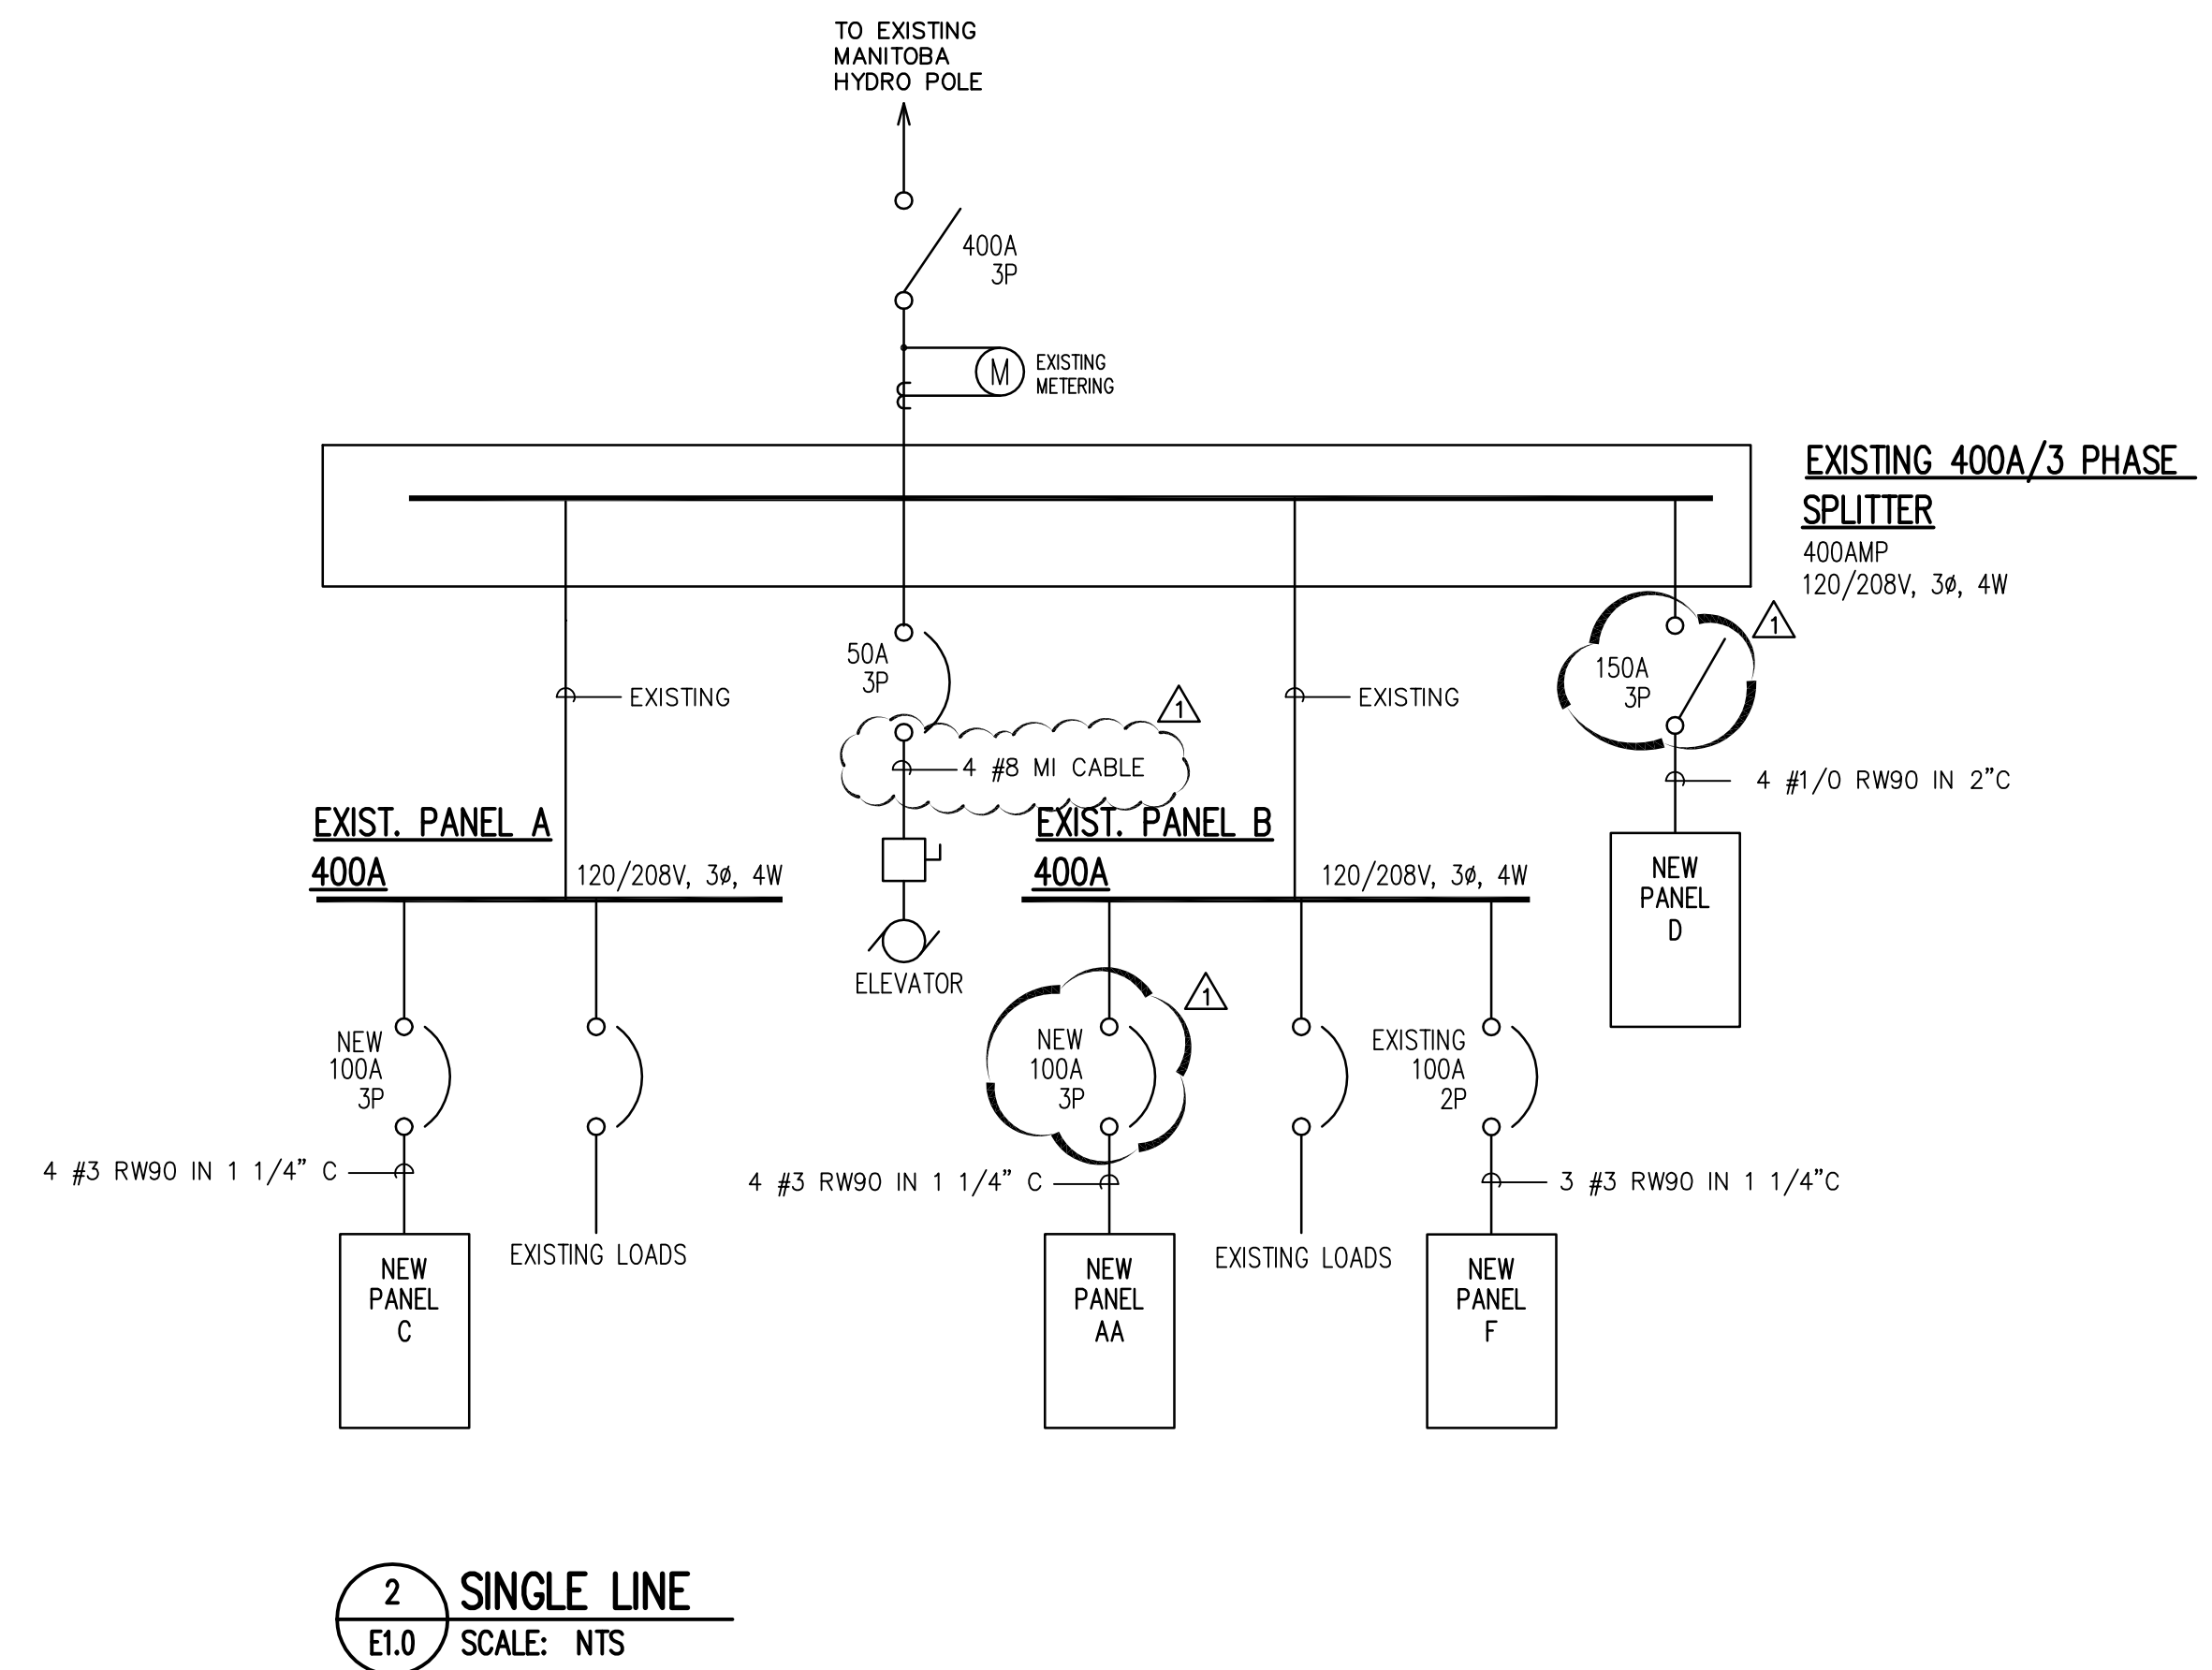 TO EXISTING
MANITOBA
HYDRO POLE
400A
3P
M
EXISTING
METERING
EXISTING 400A/3 PHASE
SPLITTER
400AMP
120/208V, 3ø, 4W
50A
3P
EXISTING
1
4 #8 MI CABLE
EXISTING
150A
3P
1
4 #1/0 RW90 IN 2"C
EXIST. PANEL A
400A
120/208V, 3ø, 4W
EXIST. PANEL B
400A
120/208V, 3ø, 4W
NEW
PANEL
D
ELEVATOR
NEW
100A
3P
NEW
100A
3P
1
EXISTING
100A
2P
4 #3 RW90 IN 1 1/4" C
4 #3 RW90 IN 1 1/4" C
3 #3 RW90 IN 1 1/4"C
NEW
PANEL
C
EXISTING LOADS
NEW
PANEL
AA
EXISTING LOADS
NEW
PANEL
F
2
SINGLE LINE
E1.0
SCALE: NTS